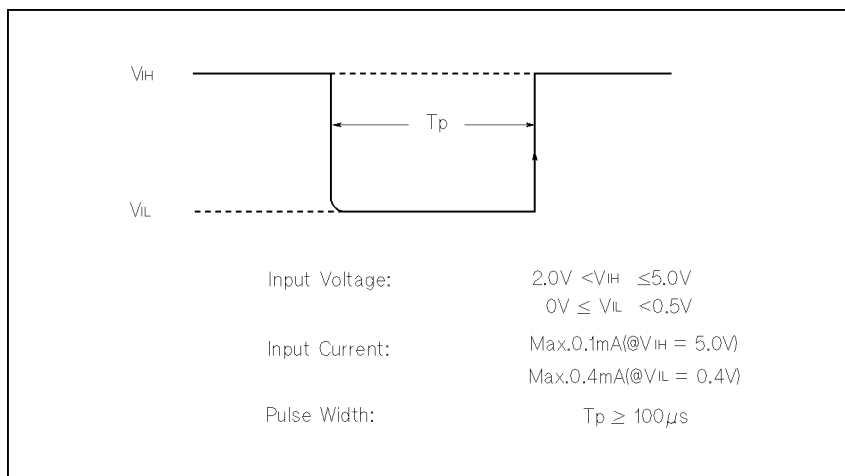 VIH
Tp
VIL
Input Voltage: 2.0V <VIH ≤5.0V
0V ≤ VIL <0.5V
Input Current: Max.0.1mA(@VIH = 5.0V)
Max.0.4mA(@VIL = 0.4V)
Pulse Width: Tp ≥ 100μs